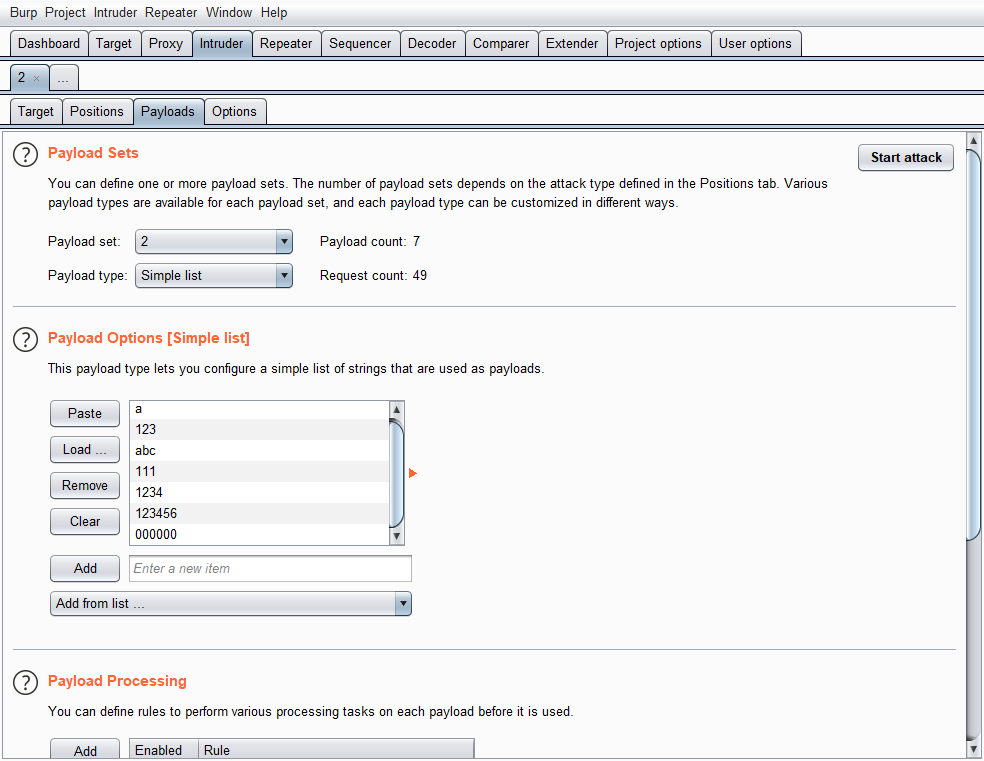 Burp Project Intruder Repeater Window Help
Dashboard Target Proxy Intruder Repeater Sequencer Decoder Comparer Extender Project options User options
2 × ...
Target Positions Payloads Options
? Payload Sets
Start attack
You can define one or more payload sets. The number of payload sets depends on the attack type defined in the Positions tab. Various
payload types are available for each payload set, and each payload type can be customized in different ways.
Payload set: 2 Payload count: 7
Payload type: Simple list Request count: 49
? Payload Options [Simple list]
This payload type lets you configure a simple list of strings that are used as payloads.
Paste
Load ...
Remove
Clear
a
123
abc
111
1234
123456
000000
Add Enter a new item
Add from list ...
? Payload Processing
You can define rules to perform various processing tasks on each payload before it is used.
Add Enabled Rule